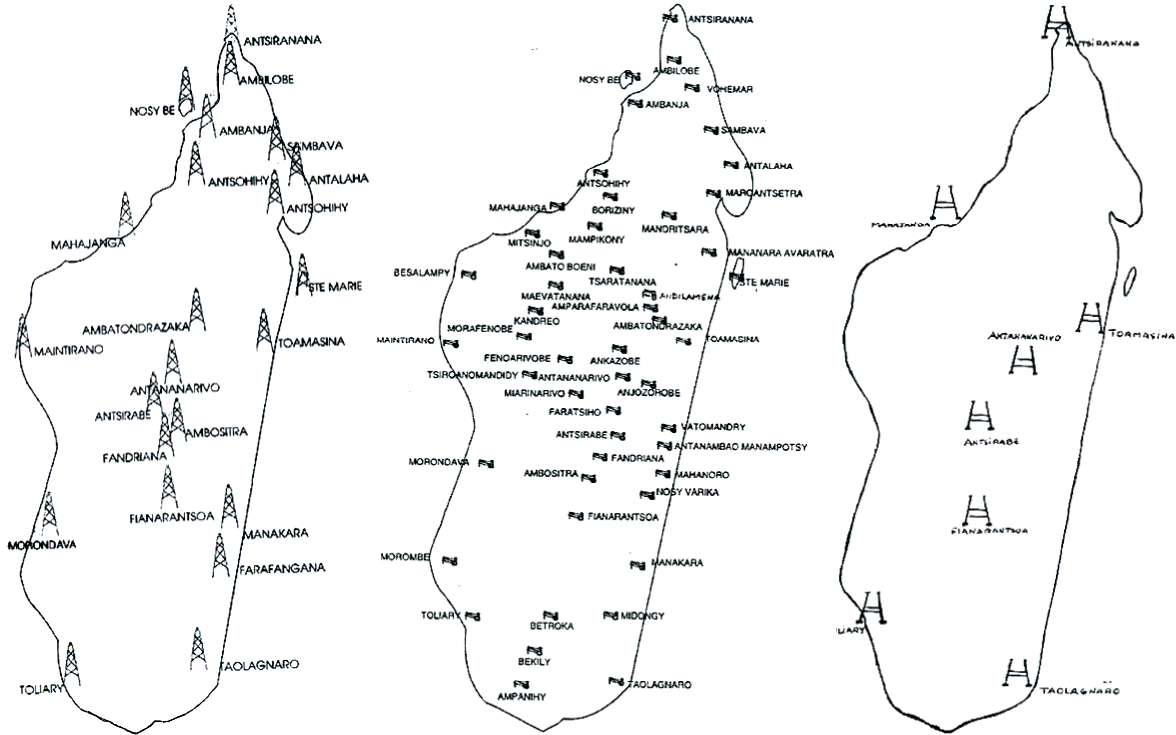 ANTSIRANANA
AMBILOBE
NOSY BE
AMBANJA
SAMBAVA
ANTSOHIHY
ANTALAHA
ANTSOHIHY
MAHAJANGA
STE MARIE
AMBATONDRAZAKA
MAINTIRANO
TOAMASINA
ANTANANARIVO
ANTSIRABE
AMBOSITRA
FANDRIANA
FIANARANTSOA
MANAKARA
MORONDAVA
FARAFANGANA
TAOLAGNARO
TOLIARY
ANTSIRANANA
AMBILOBE
NOSY BE
VOHEMAR
AMBANJA
SAMBAVA
ANTALAHA
ANTSOHIHY
MAROANTSETRA
BORIZINY
MAHAJANGA
MANDRITSARA
MAMPIKONY
MITSINJO
MANANARA AVARATRA
AMBATO BOENI
BESALAMPY
TSARATANANA
STE MARIE
MAEVATANANA
ANDILAMENA
AMPARAFARAVOLA
KANDREO
AMBATONDRAZAKA
MORAFENOBE
MAINTIRANO
TOAMASINA
FENOARIVOBE
ANKAZOBE
TSIROANOMANDIDY
ANTANANARIVO
ANJOZOROBE
MIARINARIVO
FARATSIHO
VATOMANDRY
ANTSIRABE
ANTANAMBAO MANAMPOTSY
FANDRIANA
MORONDAVA
AMBOSITRA
MAHANORO
NOSY VARIKA
FIANARANTSOA
MOROMBE
MANAKARA
TOLIARY
MIDONGY
BETROKA
BEKILY
TAOLAGNARO
AMPANIHY
ANTSIRANANA
MAHAJANGA
TOAMASINA
ANTANANARIVO
ANTSIRABE
FIANARANTSOA
LIARY
TAOLAGNARO